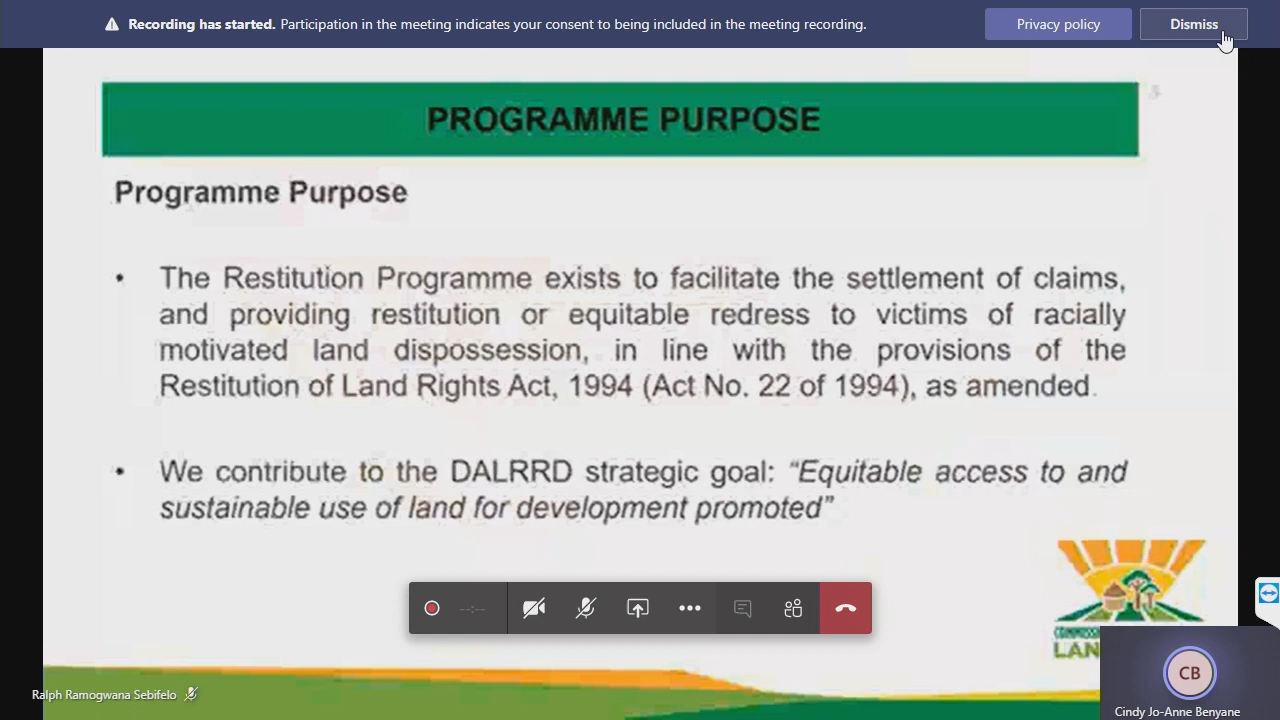 Recording has started. Participation in the meeting indicates your consent to being included in the meeting recording.
Privacy policy
Dismiss
PROGRAMME PURPOSE
Programme Purpose
• The Restitution Programme exists to facilitate the settlement of claims,
and providing restitution or equitable redress to victims of racially
motivated land dispossession, in line with the provisions of the
Restitution of Land Rights Act, 1994 (Act No. 22 of 1994), as amended.
• We contribute to the DALRRD strategic goal: “Equitable access to and
sustainable use of land for development promoted”
--:--
LAN
Ralph Ramogwana Sebifelo
CB
Cindy Jo-Anne Benyane